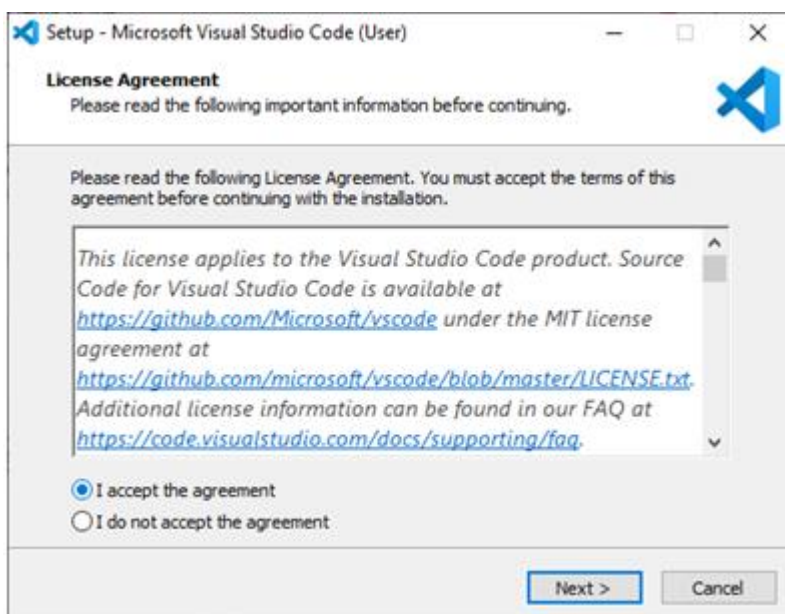 Setup - Microsoft Visual Studio Code (User)
License Agreement
Please read the following important information before continuing.
Please read the following License Agreement. You must accept the terms of this
agreement before continuing with the installation.
This license applies to the Visual Studio Code product. Source
Code for Visual Studio Code is available at
https://github.com/Microsoft/vscode under the MIT license
agreement at
https://github.com/microsoft/vscode/blob/master/LICENSE.txt.
Additional license information can be found in our FAQ at
https://code.visualstudio.com/docs/supporting/faq.
I accept the agreement
I do not accept the agreement
Next >
Cancel